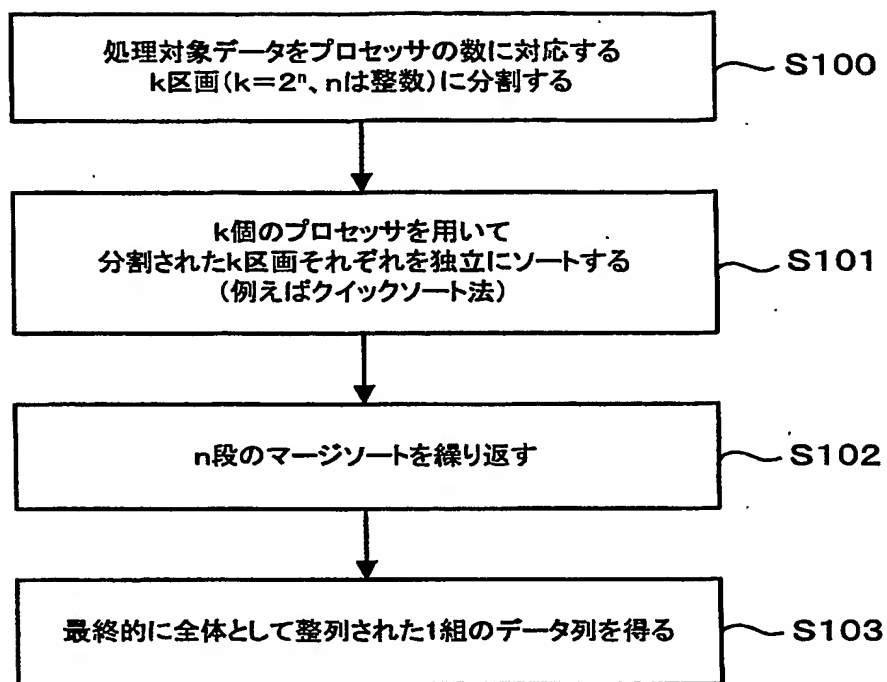 処理対象データをプロセッサの数に対応する
k区画(k=2ⁿ、nは整数)に分割する
S100
k個のプロセッサを用いて
分割されたk区画それぞれを独立にソートする
(例えばクイックソート法)
S101
n段のマージソートを繰り返す
S102
最終的に全体として整列された1組のデータ列を得る
S103